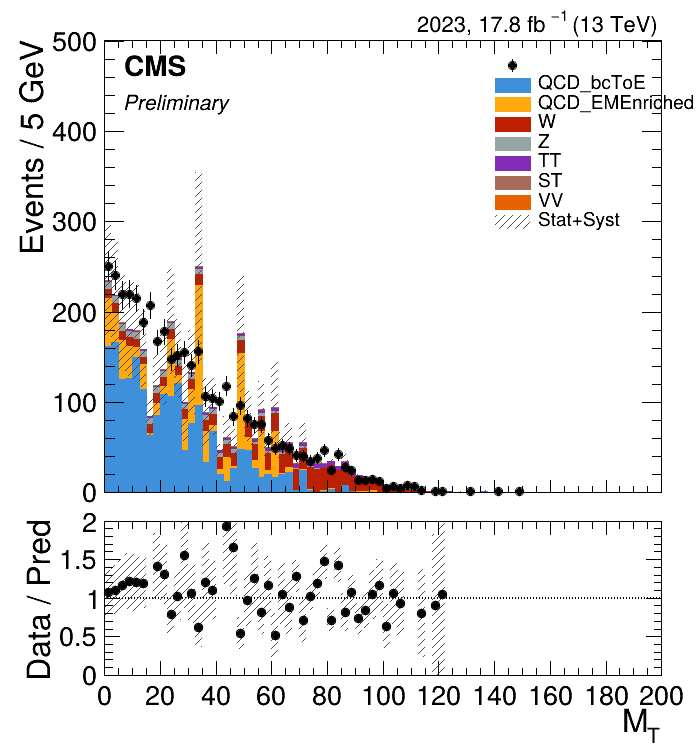 2023, 17.8 fb⁻¹ (13 TeV)
Events / 5 GeV
500
400
300
200
100
0
CMS
Preliminary
QCD_bcToE
QCD_EMEnriched
W
Z
TT
ST
VV
Stat+Syst
Data / Pred
2
1.5
1
0.5
0
0 20 40 60 80 100 120 140 160 180 200
M_T